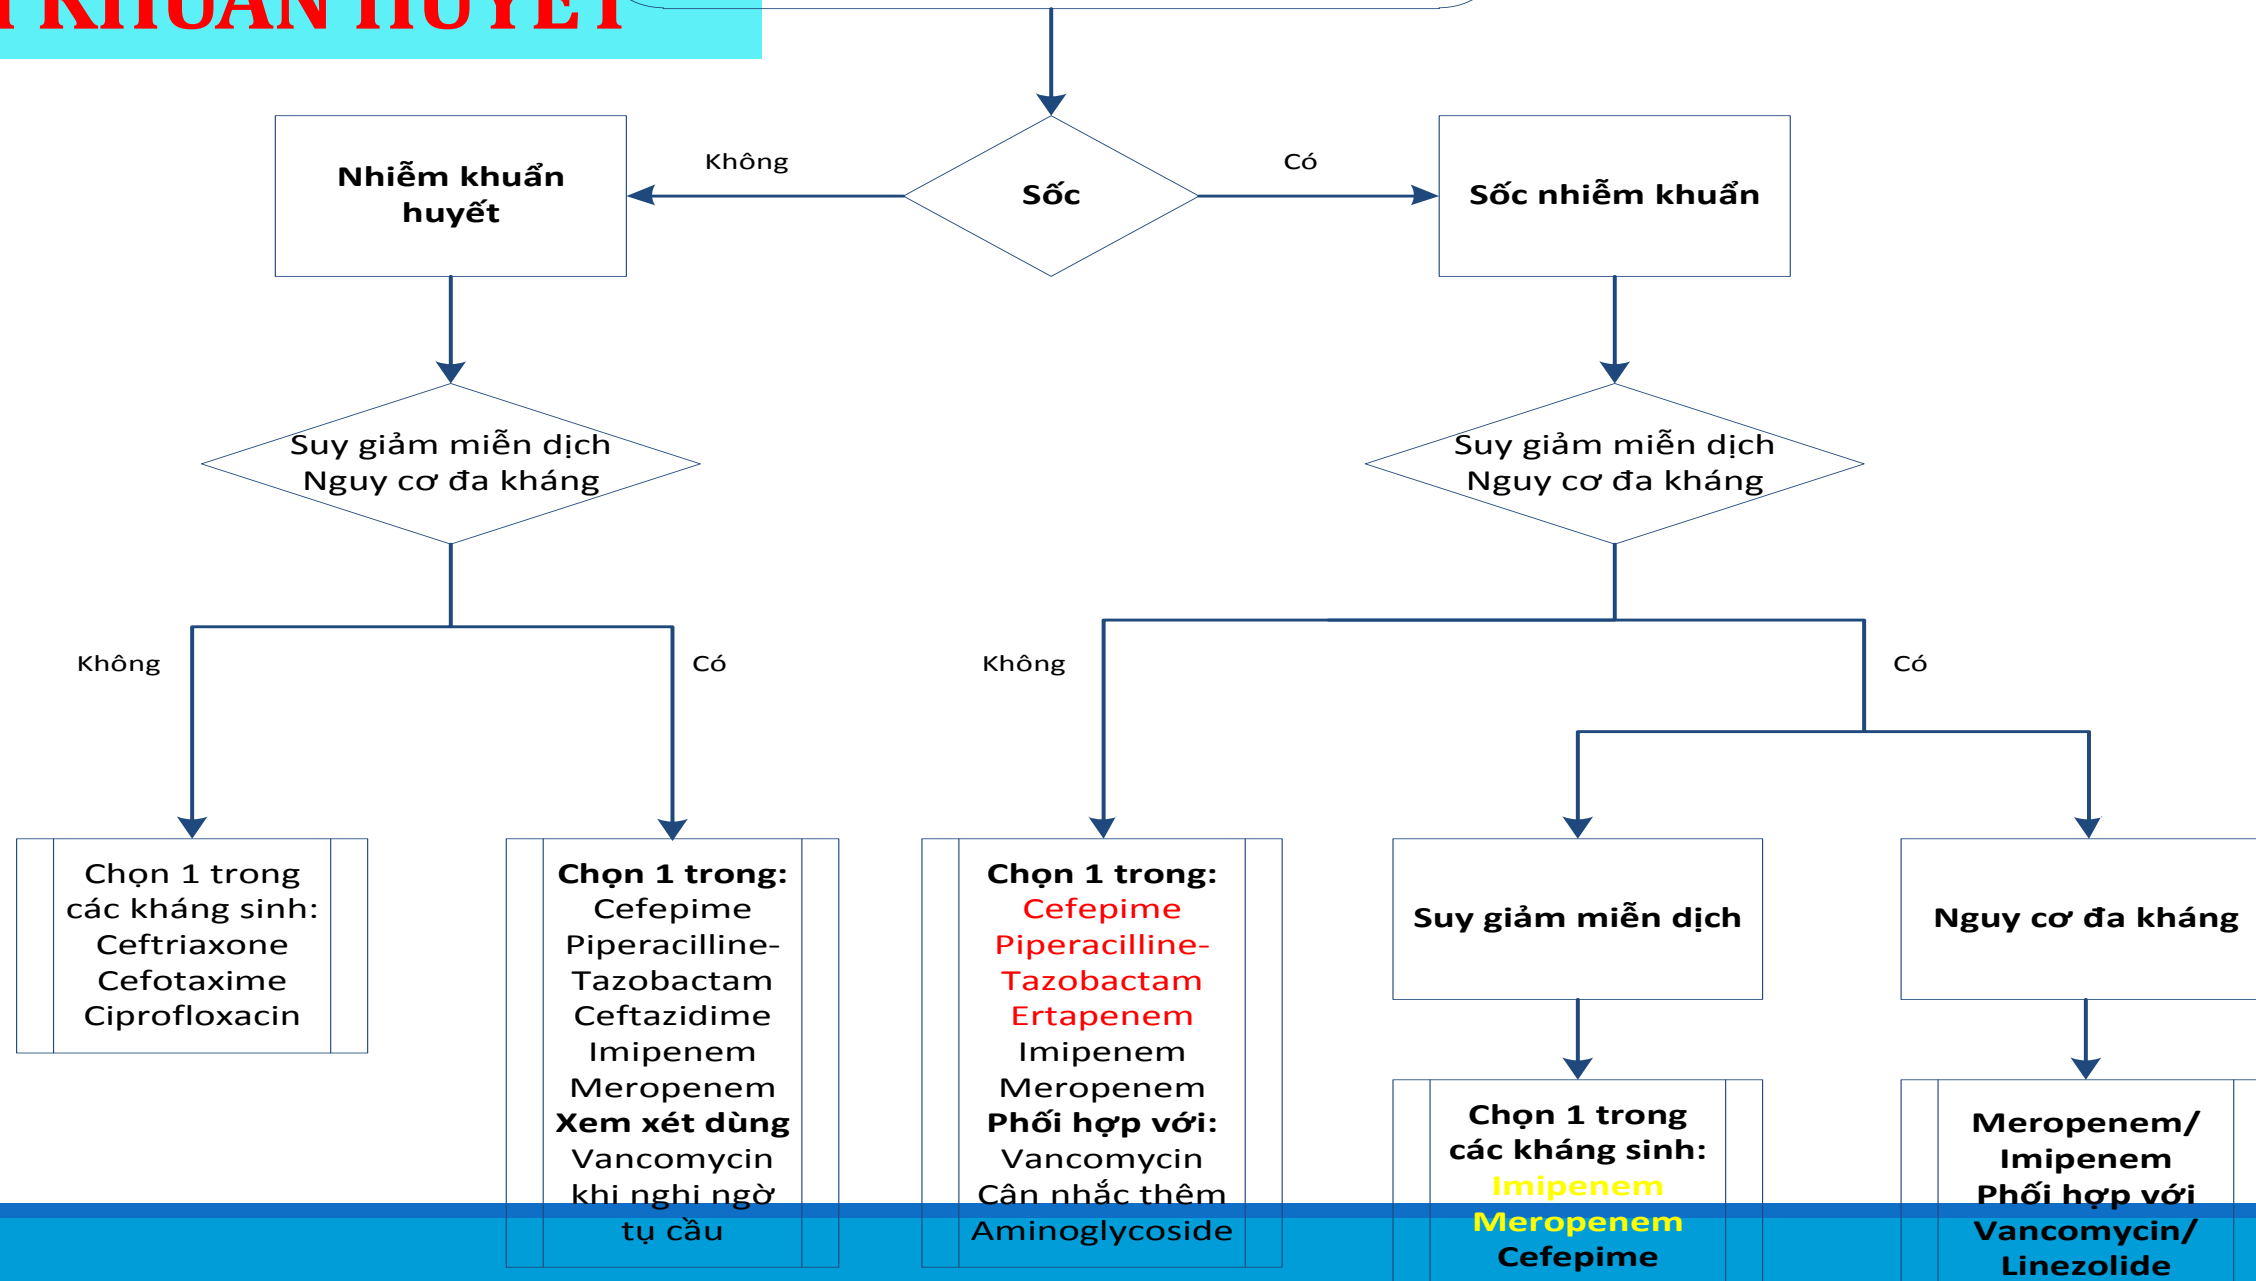 KHUẨN HUYẾT
Sốc
Không
Có
Nhiễm khuẩn
huyết
Sốc nhiễm khuẩn
Suy giảm miễn dịch
Nguy cơ đa kháng
Suy giảm miễn dịch
Nguy cơ đa kháng
Không
Có
Không
Có
Chọn 1 trong
các kháng sinh:
Ceftriaxone
Cefotaxime
Ciprofloxacin
Chọn 1 trong:
Cefepime
Piperacilline-
Tazobactam
Ceftazidime
Imipenem
Meropenem
Xem xét dùng
Vancomycin
khi nghi ngờ
tụ cầu
Chọn 1 trong:
Cefepime
Piperacilline-
Tazobactam
Ertapenem
Imipenem
Meropenem
Phối hợp với:
Vancomycin
Cân nhắc thêm
Aminoglycoside
Suy giảm miễn dịch
Chọn 1 trong
các kháng sinh:
Imipenem
Meropenem
Cefepime
Nguy cơ đa kháng
Meropenem/
Imipenem
Phối hợp với
Vancomycin/
Linezolide